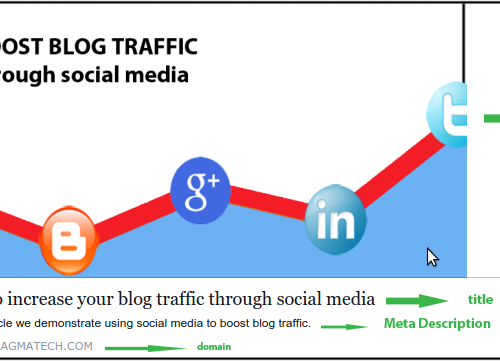 OOST BLOG TRAFFIC
rough social media
g+
in
t
o increase your blog traffic through social media
title
cle we demonstrate using social media to boost blog traffic.
Meta Description
AGMATECH.COM
domain